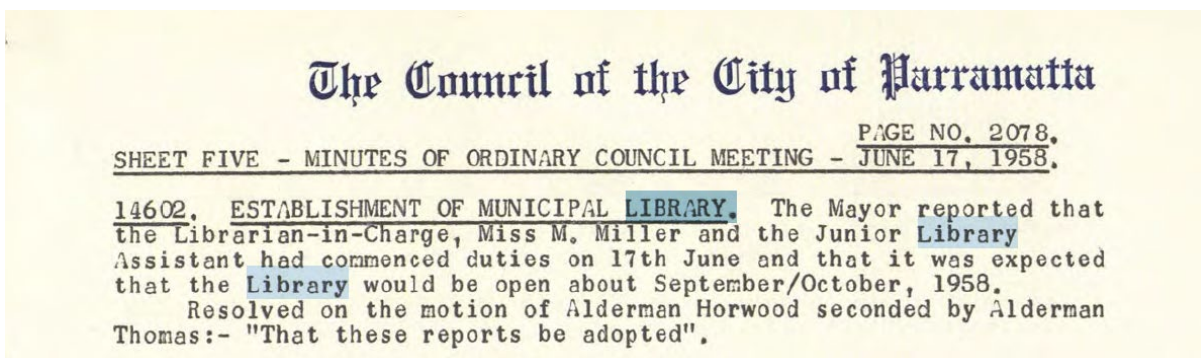 The Council of the City of Parramatta
PAGE NO. 2078.
SHEET FIVE - MINUTES OF ORDINARY COUNCIL MEETING - JUNE 17, 1958.
14602. ESTABLISHMENT OF MUNICIPAL LIBRARY. The Mayor reported that
the Librarian-in-Charge, Miss M. Miller and the Junior Library
Assistant had commenced duties on 17th June and that it was expected
that the Library would be open about September/October, 1958.
Resolved on the motion of Alderman Horwood seconded by Alderman
Thomas:- "That these reports be adopted".